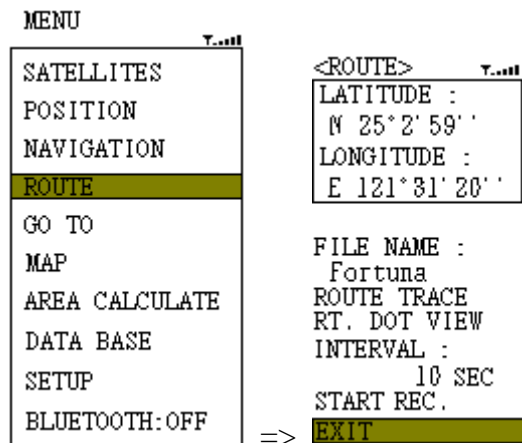 MENU
SATELLITES
POSITION
NAVIGATION
ROUTE
GO TO
MAP
AREA CALCULATE
DATA BASE
SETUP
BLUETOOTH:OFF
=>
<ROUTE>
LATITUDE :
N 25°2'59''
LONGITUDE :
E 121°31'20''
FILE NAME :
Fortuna
ROUTE TRACE
RT. DOT VIEW
INTERVAL :
10 SEC
START REC.
EXIT